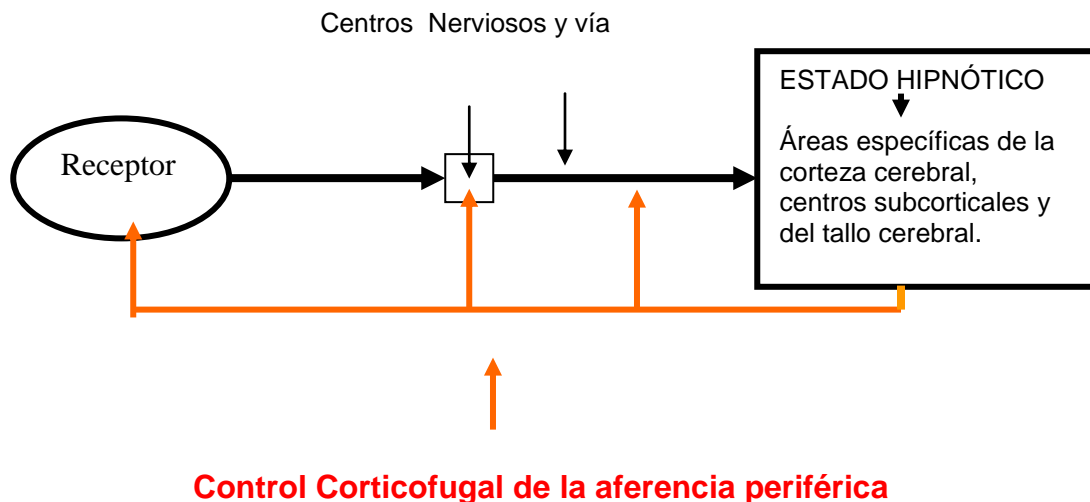 Centros Nerviosos y vía
ESTADO HIPNÓTICO
Receptor
Áreas específicas de la
corteza cerebral,
centros subcorticales y
del tallo cerebral.
Control Corticofugal de la aferencia periférica